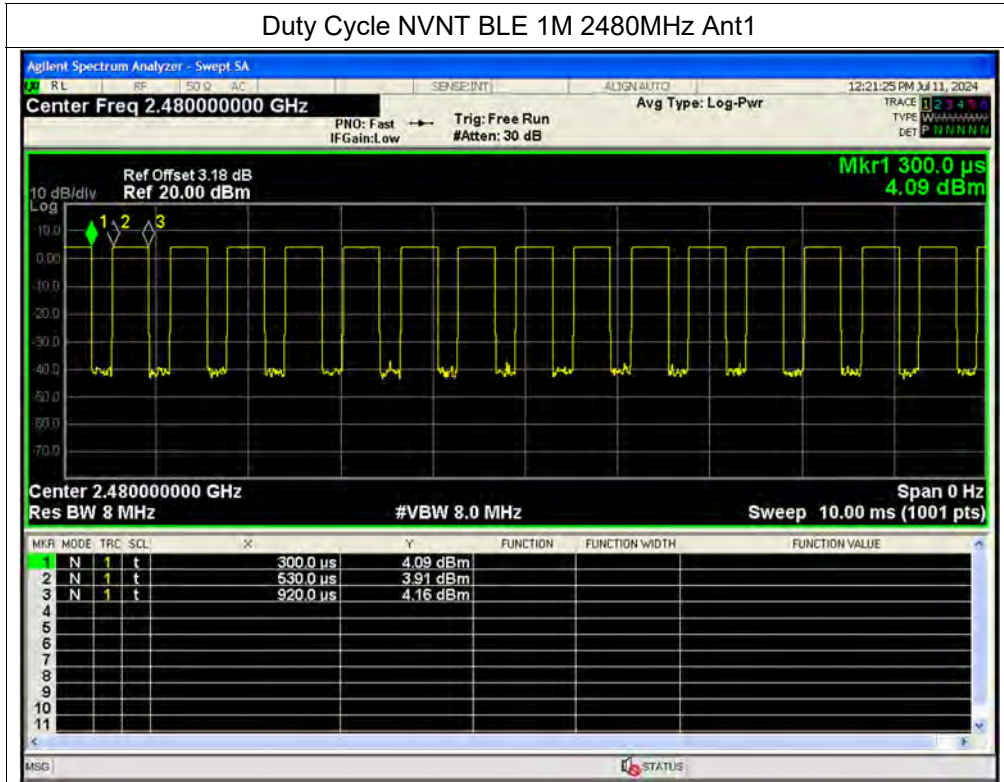 Duty Cycle NVNT BLE 1M 2480MHz Ant1
Agilent Spectrum Analyzer - Swept SA
RL RF 50 Ω AC SENSE:INT ALIGN AUTO 12:21:25 PM Jul 11, 2024
Center Freq 2.480000000 GHz
PNO: Fast
IFGain:Low
Trig: Free Run
#Atten: 30 dB
Avg Type: Log-Pwr
TRACE 1 2 3 4 5 6
TYPE W
DET P N N N N N
Mkr1 300.0 µs
4.09 dBm
Ref Offset 3.18 dB
10 dB/div Ref 20.00 dBm
Log
1 2 3
10.0
0.00
-10.0
-20.0
-30.0
-40.0
-50.0
-60.0
-70.0
Center 2.480000000 GHz Span 0 Hz
Res BW 8 MHz #VBW 8.0 MHz Sweep 10.00 ms (1001 pts)
MKR MODE TRC SCL X Y FUNCTION FUNCTION WIDTH FUNCTION VALUE
1 N 1 t 300.0 µs 4.09 dBm
2 N 1 t 530.0 µs 3.91 dBm
3 N 1 t 920.0 µs 4.16 dBm
4
5
6
7
8
9
10
11
MSG STATUS